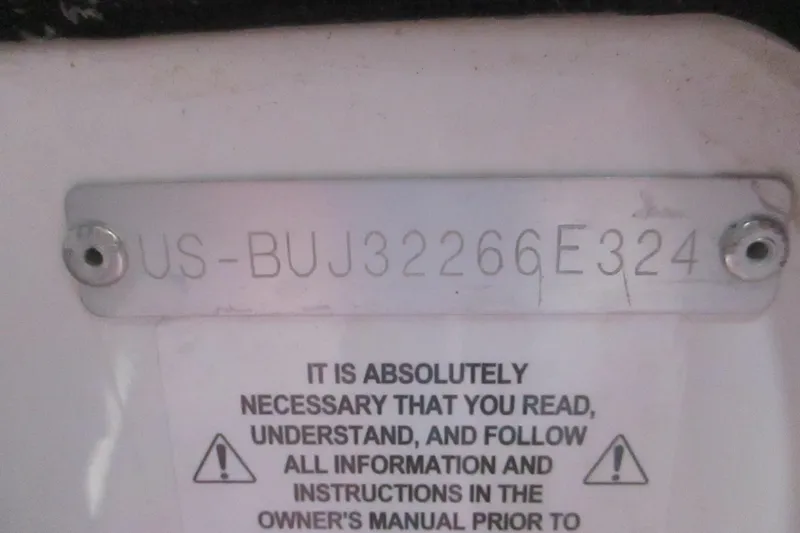 US-BUJ32266E324
IT IS ABSOLUTELY
NECESSARY THAT YOU READ,
UNDERSTAND, AND FOLLOW
ALL INFORMATION AND
INSTRUCTIONS IN THE
OWNER'S MANUAL PRIOR TO